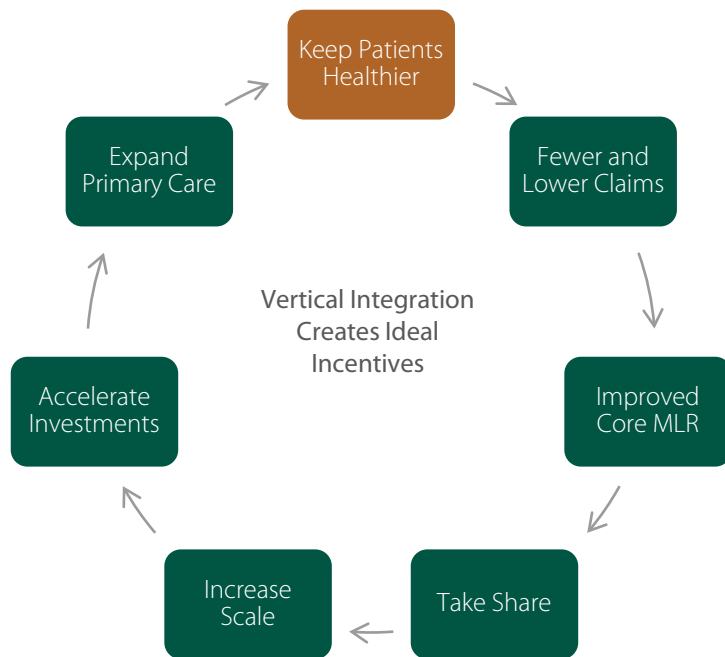 Keep Patients
Healthier
Fewer and
Lower Claims
Improved
Core MLR
Take Share
Increase
Scale
Accelerate
Investments
Expand
Primary Care
Vertical Integration
Creates Ideal
Incentives